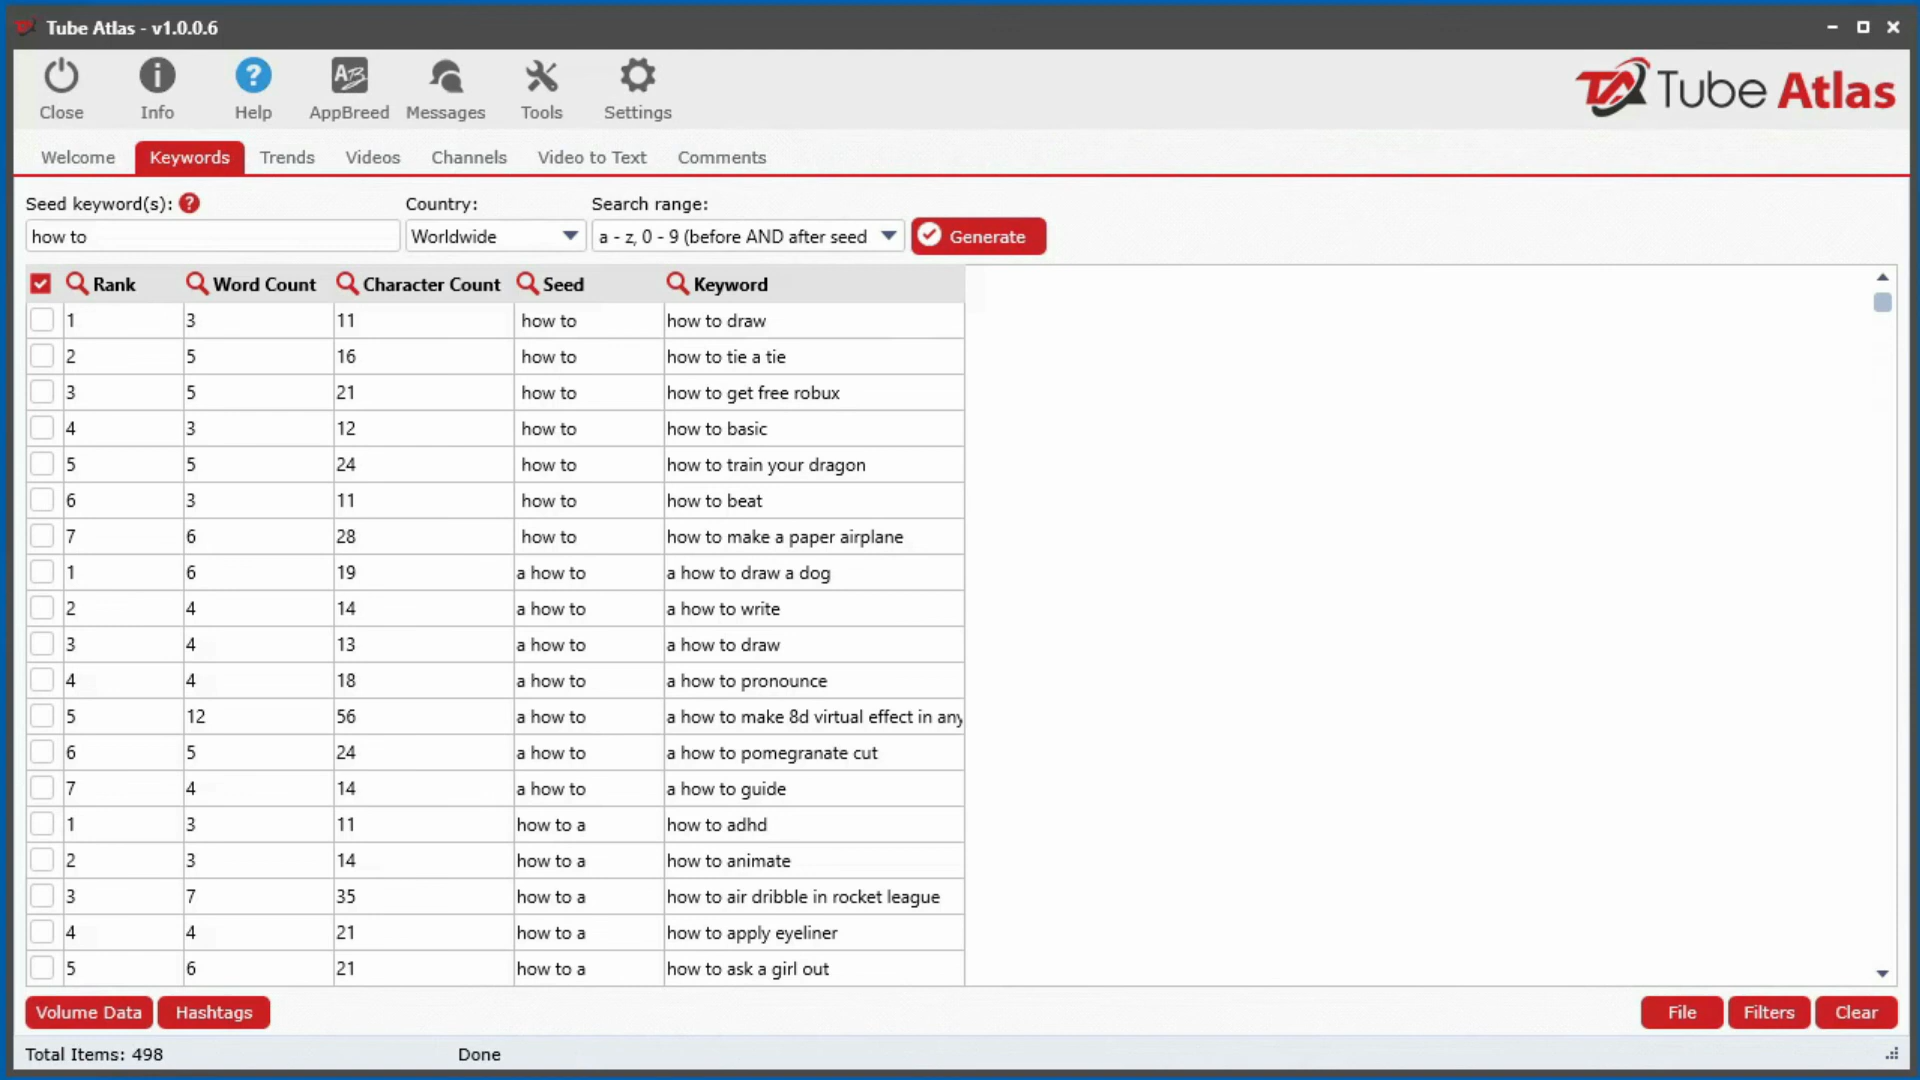 Tube Atlas - v1.0.0.6
Close Info Help AppBreed Messages Tools Settings
Tube Atlas
Welcome Keywords Trends Videos Channels Video to Text Comments
Seed keyword(s): ? Country: Search range:
how to Worldwide a - z, 0 - 9 (before AND after seed Generate
Rank Word Count Character Count Seed Keyword
1 3 11 how to how to draw
2 5 16 how to how to tie a tie
3 5 21 how to how to get free robux
4 3 12 how to how to basic
5 5 24 how to how to train your dragon
6 3 11 how to how to beat
7 6 28 how to how to make a paper airplane
1 6 19 a how to a how to draw a dog
2 4 14 a how to a how to write
3 4 13 a how to a how to draw
4 4 18 a how to a how to pronounce
5 12 56 a how to a how to make 8d virtual effect in any
6 5 24 a how to a how to pomegranate cut
7 4 14 a how to a how to guide
1 3 11 how to a how to adhd
2 3 14 how to a how to animate
3 7 35 how to a how to air dribble in rocket league
4 4 21 how to a how to apply eyeliner
5 6 21 how to a how to ask a girl out
Volume Data Hashtags File Filters Clear
Total Items: 498 Done